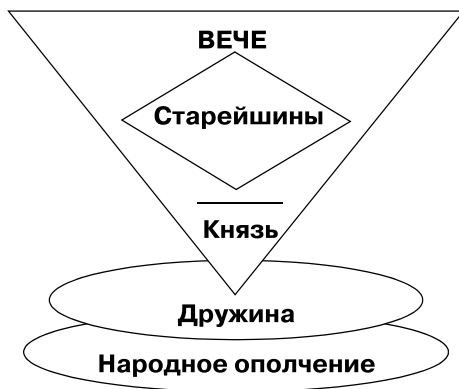 ВЕЧЕ
Старейшины
Князь
Дружина
Народное ополчение